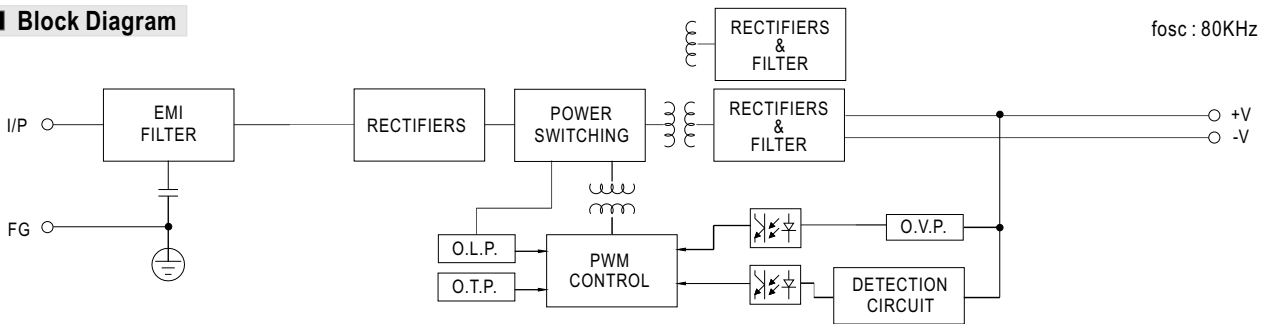 Block Diagram
fosc : 80KHz
RECTIFIERS
&
FILTER
I/P
EMI
FILTER
RECTIFIERS
POWER
SWITCHING
RECTIFIERS
&
FILTER
+V
-V
FG
O.L.P.
O.T.P.
PWM
CONTROL
O.V.P.
DETECTION
CIRCUIT